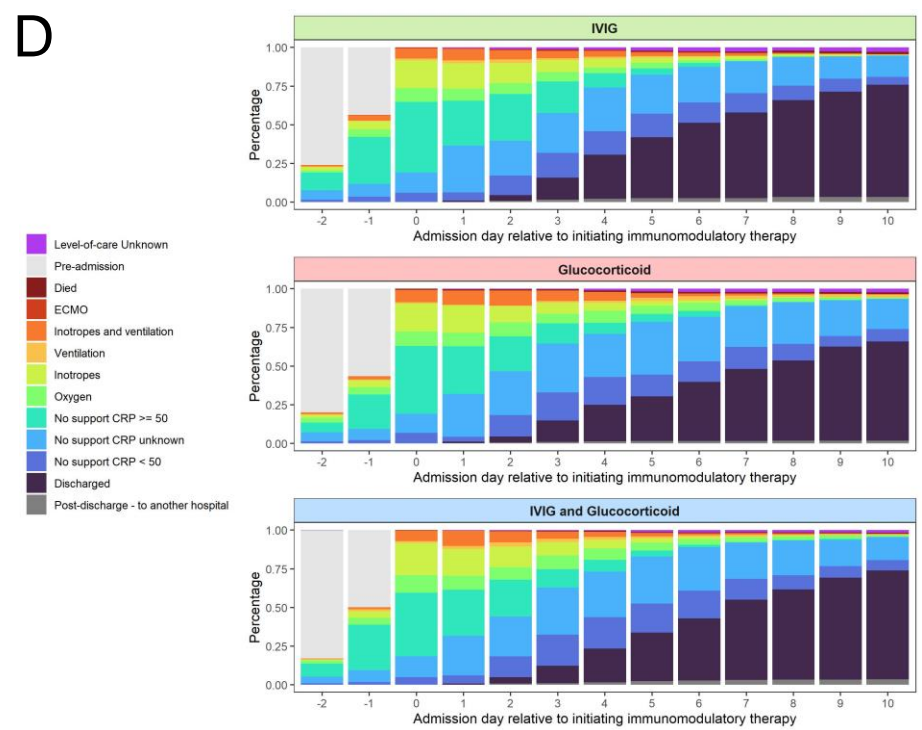 D
IVIG
1.00
0.75
0.50
0.25
0.00
Percentage
-2 -1 0 1 2 3 4 5 6 7 8 9 10
Admission day relative to initiating immunomodulatory therapy
Level-of-care Unknown
Pre-admission
Died
ECMO
Inotropes and ventilation
Ventilation
Inotropes
Oxygen
No support CRP >= 50
No support CRP unknown
No support CRP < 50
Discharged
Post-discharge - to another hospital
Glucocorticoid
1.00
0.75
0.50
0.25
0.00
Percentage
-2 -1 0 1 2 3 4 5 6 7 8 9 10
Admission day relative to initiating immunomodulatory therapy
IVIG and Glucocorticoid
1.00
0.75
0.50
0.25
0.00
Percentage
-2 -1 0 1 2 3 4 5 6 7 8 9 10
Admission day relative to initiating immunomodulatory therapy